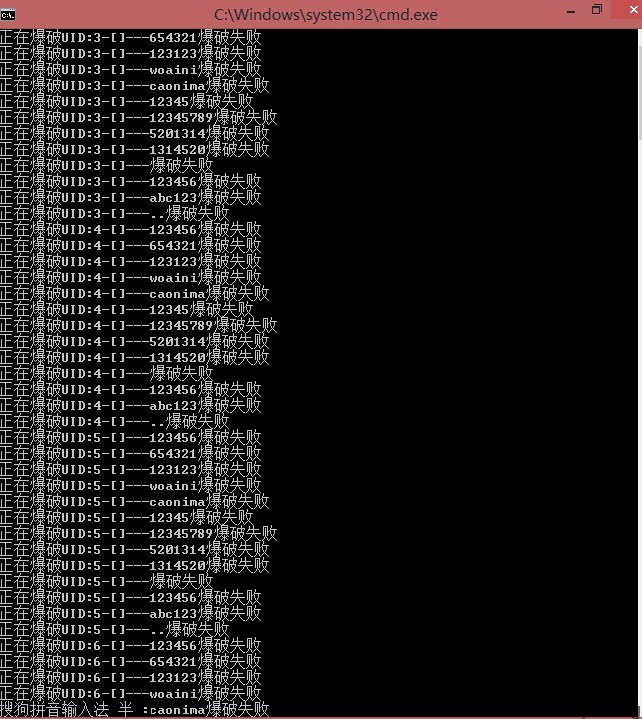 C:\Windows\system32\cmd.exe
正在爆破UID:3-[]---654321爆破失败
正在爆破UID:3-[]---123123爆破失败
正在爆破UID:3-[]---woaini爆破失败
正在爆破UID:3-[]---caonima爆破失败
正在爆破UID:3-[]---12345爆破失败
正在爆破UID:3-[]---12345789爆破失败
正在爆破UID:3-[]---5201314爆破失败
正在爆破UID:3-[]---1314520爆破失败
正在爆破UID:3-[]---爆破失败
正在爆破UID:3-[]---123456爆破失败
正在爆破UID:3-[]---abc123爆破失败
正在爆破UID:3-[]---..爆破失败
正在爆破UID:4-[]---123456爆破失败
正在爆破UID:4-[]---654321爆破失败
正在爆破UID:4-[]---123123爆破失败
正在爆破UID:4-[]---woaini爆破失败
正在爆破UID:4-[]---caonima爆破失败
正在爆破UID:4-[]---12345爆破失败
正在爆破UID:4-[]---12345789爆破失败
正在爆破UID:4-[]---5201314爆破失败
正在爆破UID:4-[]---1314520爆破失败
正在爆破UID:4-[]---爆破失败
正在爆破UID:4-[]---123456爆破失败
正在爆破UID:4-[]---abc123爆破失败
正在爆破UID:4-[]---..爆破失败
正在爆破UID:5-[]---123456爆破失败
正在爆破UID:5-[]---654321爆破失败
正在爆破UID:5-[]---123123爆破失败
正在爆破UID:5-[]---woaini爆破失败
正在爆破UID:5-[]---caonima爆破失败
正在爆破UID:5-[]---12345爆破失败
正在爆破UID:5-[]---12345789爆破失败
正在爆破UID:5-[]---5201314爆破失败
正在爆破UID:5-[]---1314520爆破失败
正在爆破UID:5-[]---爆破失败
正在爆破UID:5-[]---123456爆破失败
正在爆破UID:5-[]---abc123爆破失败
正在爆破UID:5-[]---..爆破失败
正在爆破UID:6-[]---123456爆破失败
正在爆破UID:6-[]---654321爆破失败
正在爆破UID:6-[]---123123爆破失败
正在爆破UID:6-[]---woaini爆破失败
搜狗拼音输入法 半 :caonima爆破失败